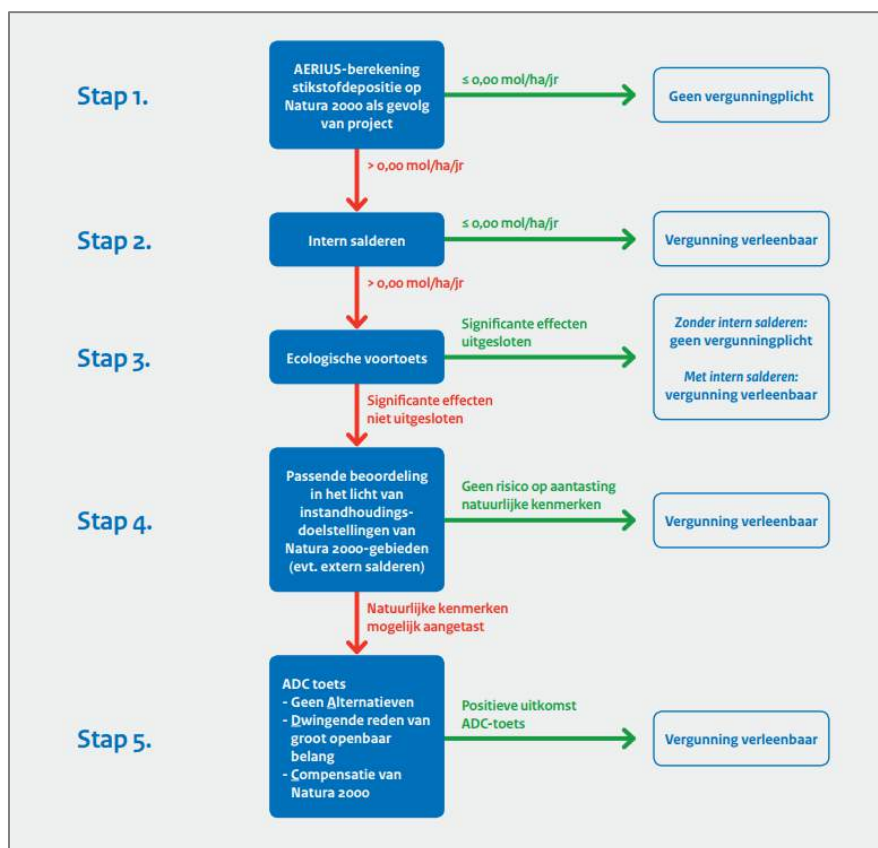 Stap 1.
AERIUS-berekening
stikstofdepositie op
Natura 2000 als gevolg
van project
≤ 0,00 mol/ha/jr
Geen vergunningplicht
> 0,00 mol/ha/jr
Stap 2.
Intern salderen
≤ 0,00 mol/ha/jr
Vergunning verleenbaar
> 0,00 mol/ha/jr
Stap 3.
Ecologische voortoets
Significante effecten
uitgesloten
Zonder intern salderen:
geen vergunningplicht
Met intern salderen:
vergunning verleenbaar
Significante effecten
niet uitgesloten
Stap 4.
Passende beoordeling
in het licht van
instandhoudings-
doelstellingen van
Natura 2000-gebieden
(evt. extern salderen)
Geen risico op aantasting
natuurlijke kenmerken
Vergunning verleenbaar
Natuurlijke kenmerken
mogelijk aangetast
Stap 5.
ADC toets
- Geen Alternatieven
- Dwingende reden van
groot openbaar
belang
- Compensatie van
Natura 2000
Positieve uitkomst
ADC-toets
Vergunning verleenbaar